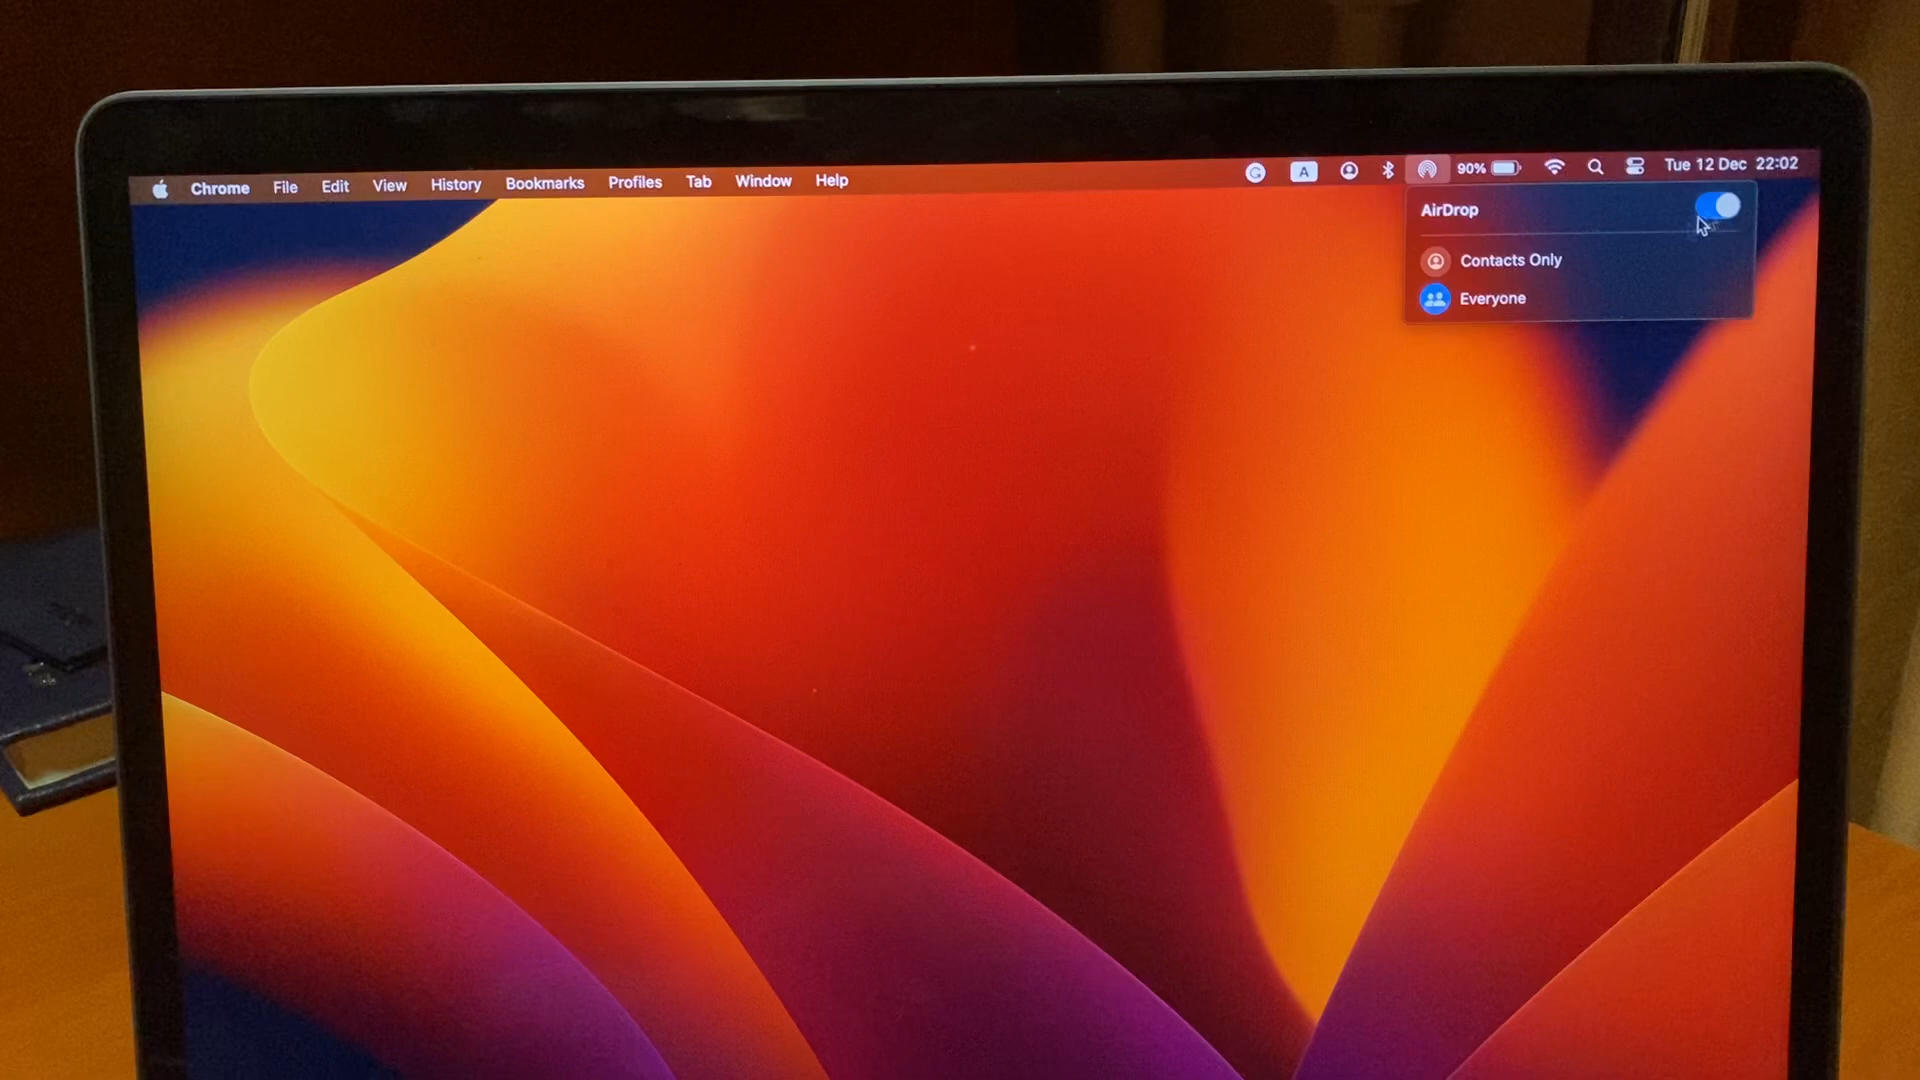 Chrome File Edit View History Bookmarks Profiles Tab Window Help A 90% Tue 12 Dec 22:02
AirDrop
Contacts Only
Everyone